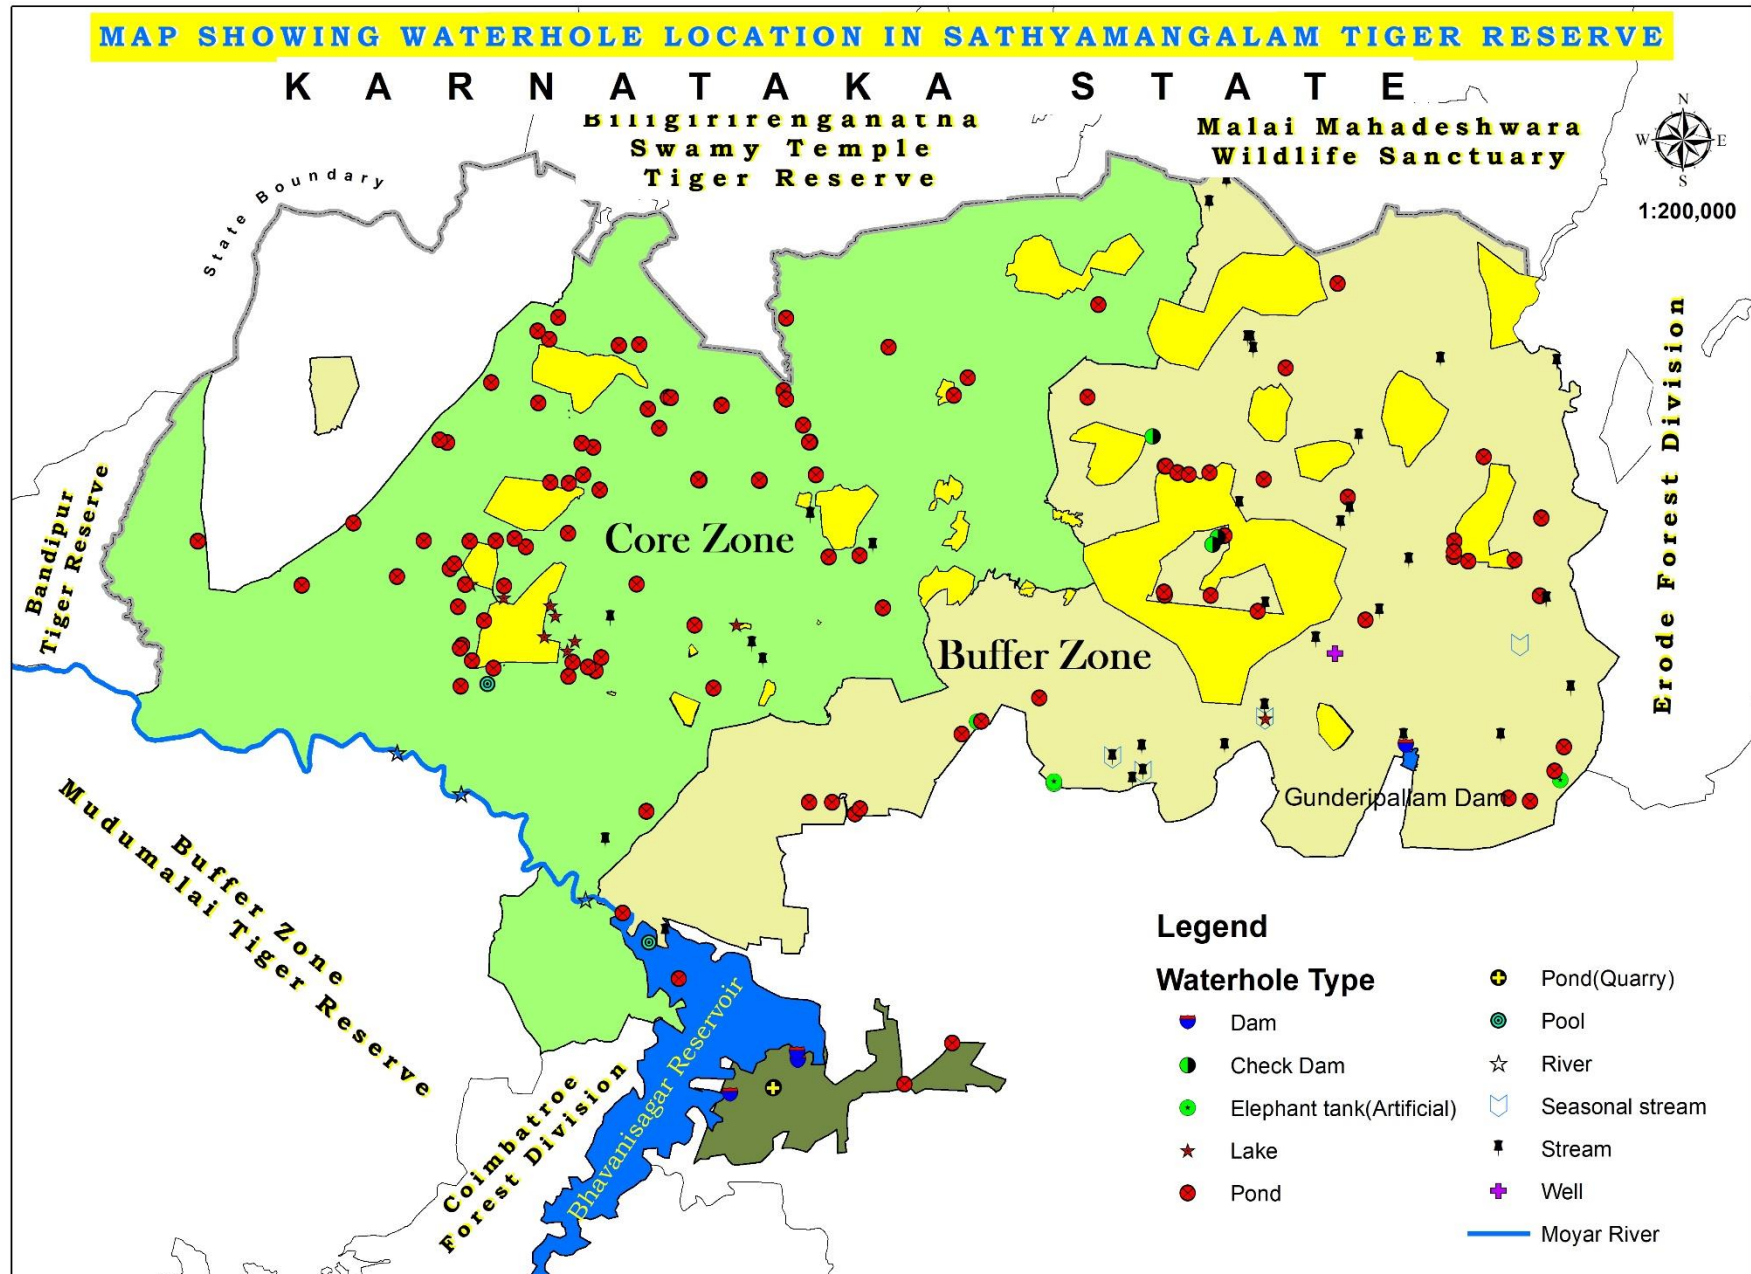 MAP SHOWING WATERHOLE LOCATION IN SATHYAMANGALAM TIGER RESERVE
KARNATAKA STATE
Biligirirenganatha
Swamy Temple
Tiger Reserve
Malai Mahadeshwara
Wildlife Sanctuary
N
W E
S
1:200,000
State Boundary
Bandipur
Tiger Reserve
Core Zone
Buffer Zone
Erode Forest Division
Gunderipallam Dam
Buffer Zone
Mudumalai Tiger Reserve
Coimbatroe
Forest Division
Bhavanisagar Reservoir
Legend
Waterhole Type
Dam
Check Dam
Elephant tank(Artificial)
Lake
Pond
Pond(Quarry)
Pool
River
Seasonal stream
Stream
Well
Moyar River